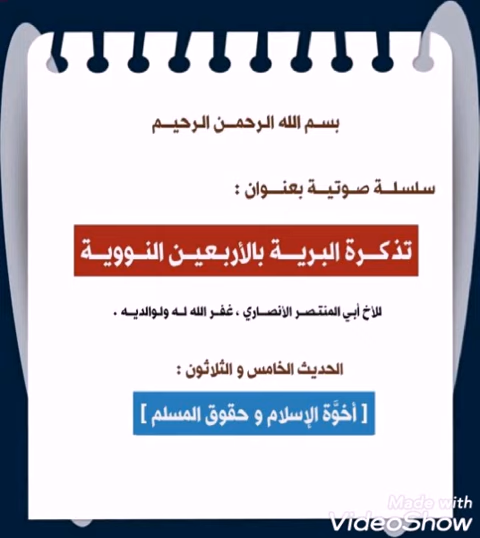 بسم الله الرحمن الرحيم
سلسلة صوتية بعنوان :
تذكرة البرية بالأربعين النووية
للأخ أبي المنتصر الأنصاري ، غفر الله له ولوالديه .
الحديث الخامس و الثلاثون :
[ أخوَّة الإسلام و حقوق المسلم ]
Made with
VideoShow